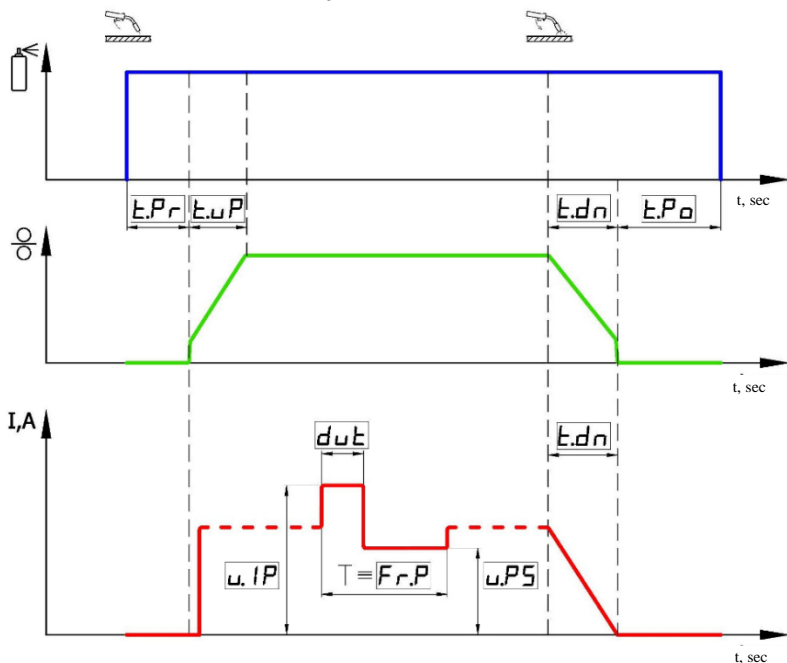 t.Pr t.uP t.dn t.Po
t, sec
t, sec
I,A
dut
t.dn
u.1P
T ≡ Fr.P
u.PS
t, sec